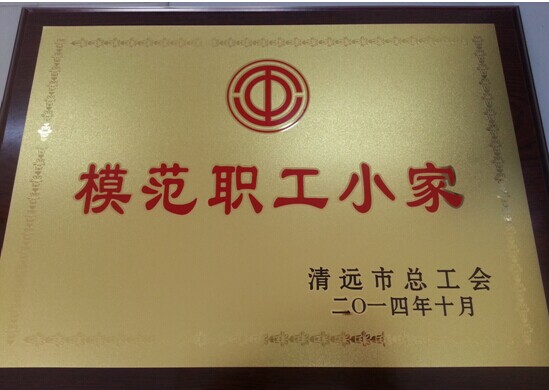 模范职工小家
清远市总工会
二〇一四年十月